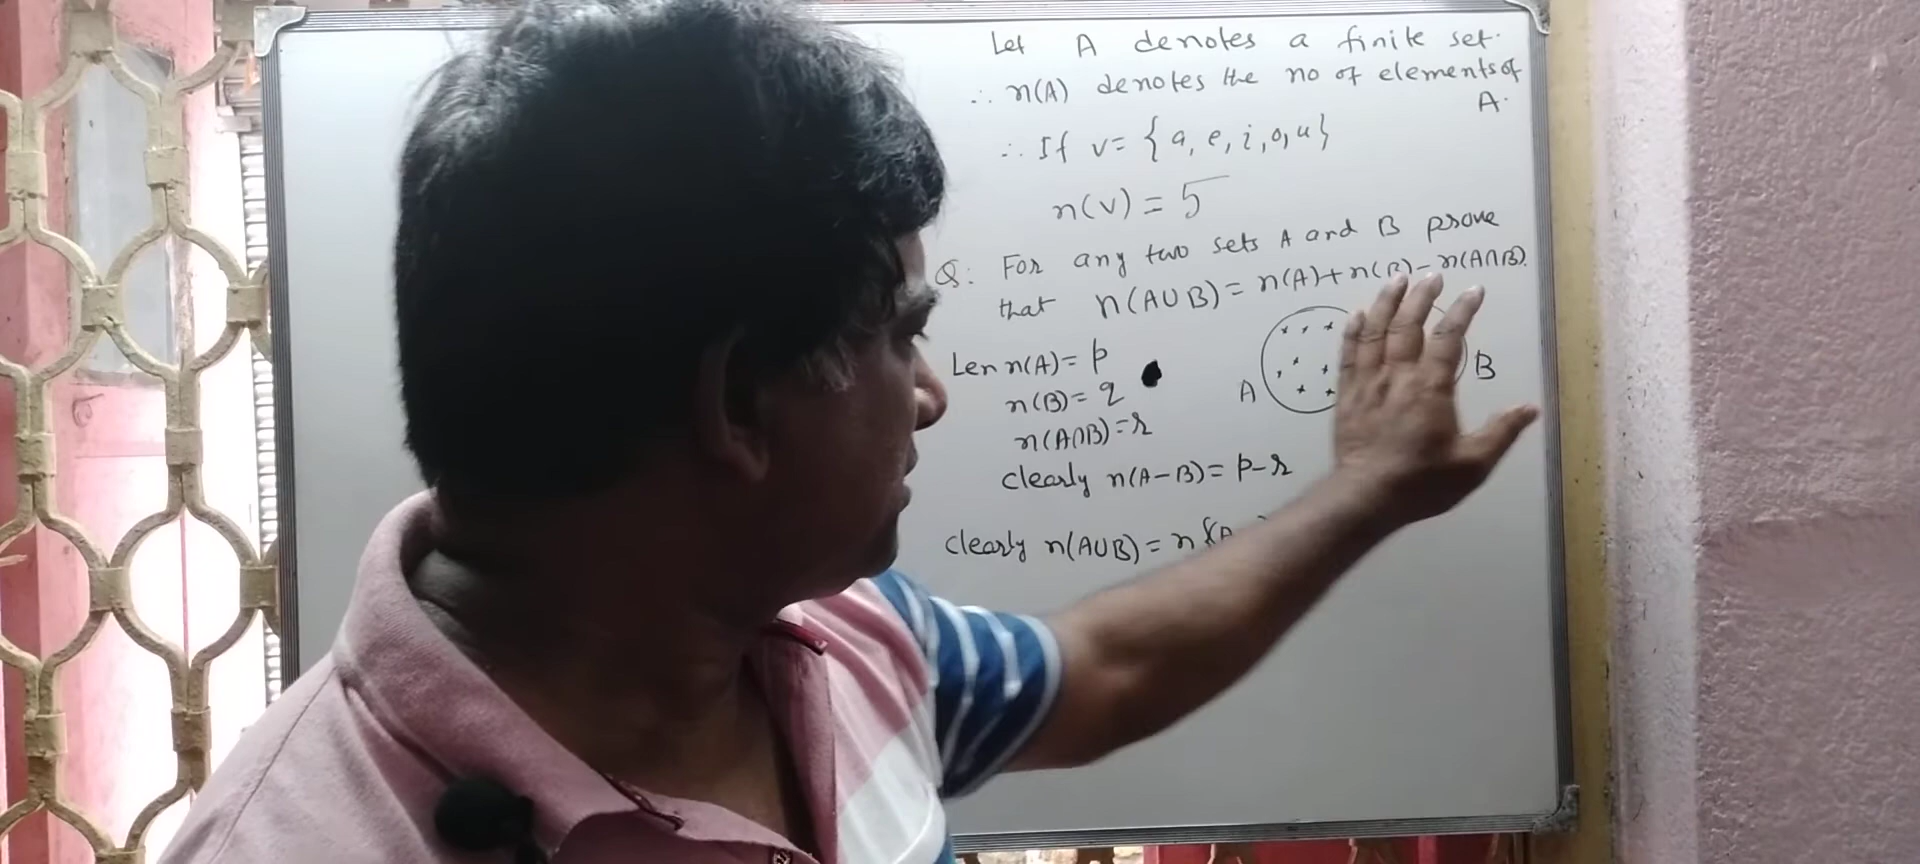 Let A denotes a finite set.
∴ n(A) denotes the no of elements of
A.
∴ If v = {a, e, i, o, u}
n(v) = 5
Q: For any two sets A and B prove
that n(A∪B) = n(A) + n(B) - n(A∩B).
Len n(A) = p
n(B) = q
n(A∩B) = r
clearly n(A-B) = p-r
clearly n(A∪B) = n{(A
A
B